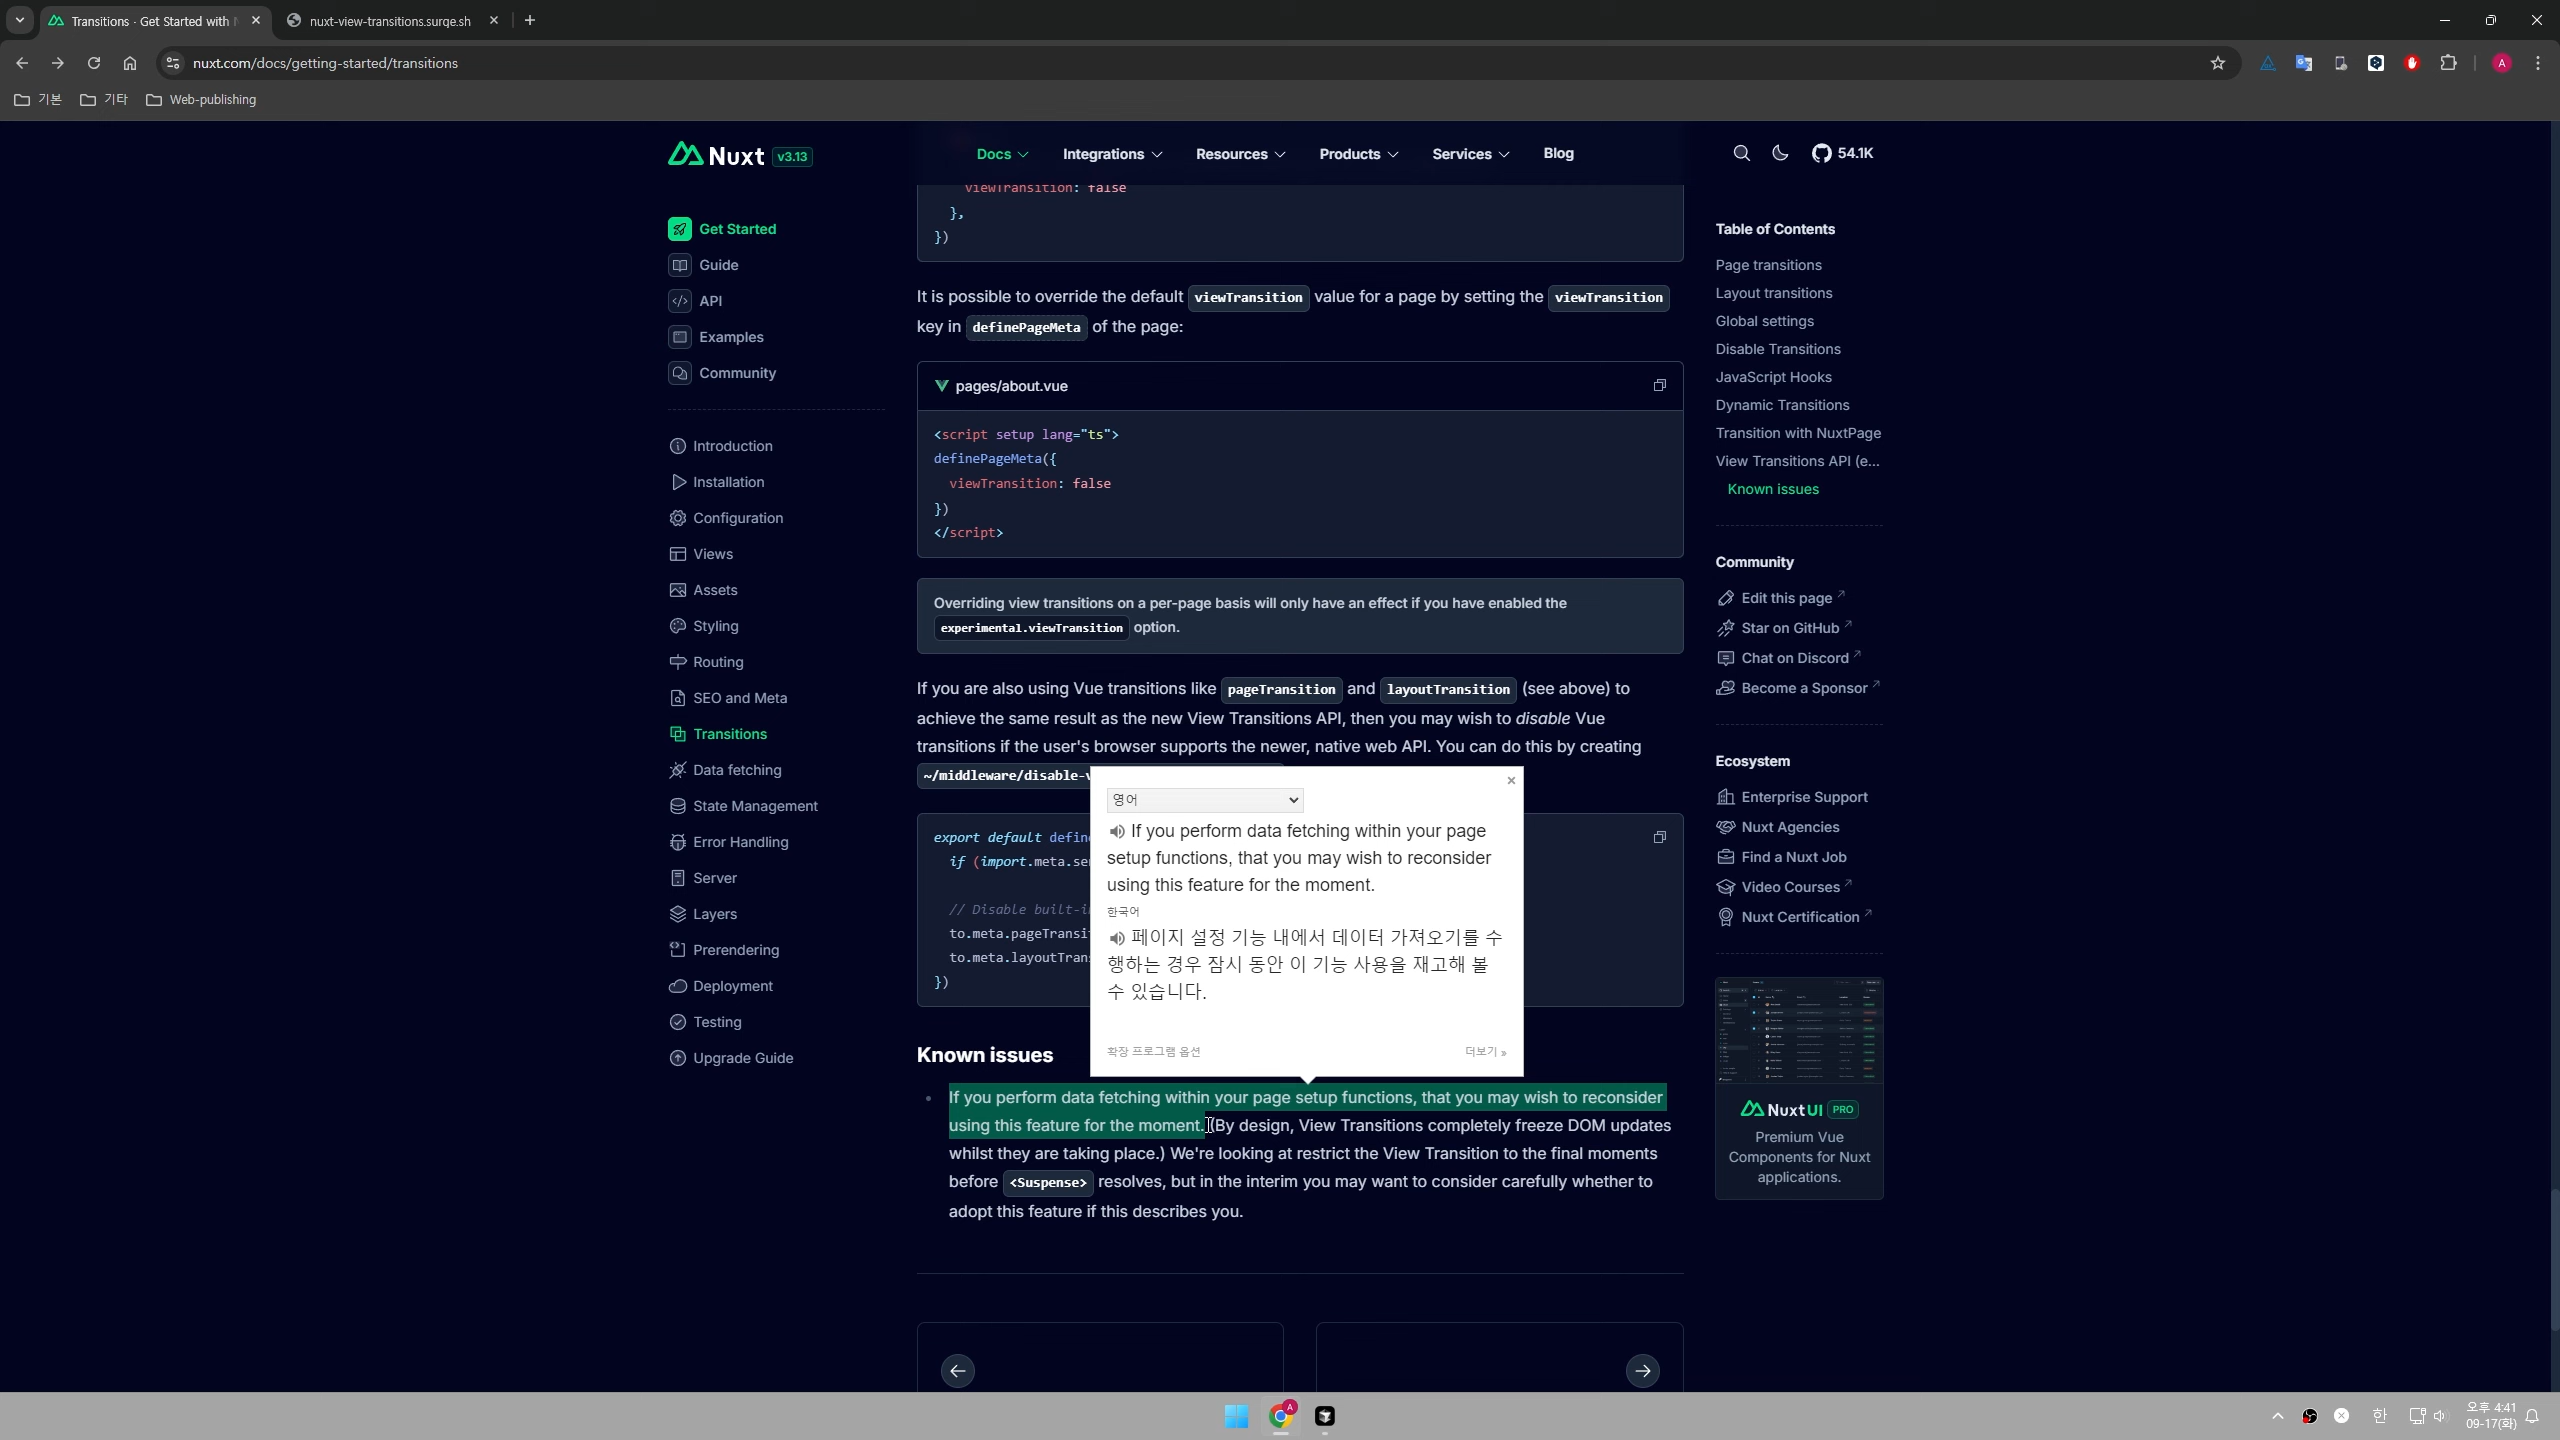 Transitions · Get Started with
nuxt-view-transitions.surge.sh
nuxt.com/docs/getting-started/transitions
A
기본
기타
Web-publishing
Nuxt v3.13
Docs
Integrations
Resources
Products
Services
Blog
54.1K
Get Started
Guide
API
Examples
Community
Introduction
Installation
Configuration
Views
Assets
Styling
Routing
SEO and Meta
Transitions
Data fetching
State Management
Error Handling
Server
Layers
Prerendering
Deployment
Testing
Upgrade Guide
viewTransition: false
},
})
It is possible to override the default viewTransition value for a page by setting the viewTransition
key in definePageMeta of the page:
pages/about.vue
<script setup lang="ts">
definePageMeta({
viewTransition: false
})
</script>
Overriding view transitions on a per-page basis will only have an effect if you have enabled the
experimental.viewTransition option.
If you are also using Vue transitions like pageTransition and layoutTransition (see above) to
achieve the same result as the new View Transitions API, then you may wish to disable Vue
transitions if the user's browser supports the newer, native web API. You can do this by creating
~/middleware/disable-v
export default defin
if (import.meta.se
// Disable built-i
to.meta.pageTransi
to.meta.layoutTran
})
영어
If you perform data fetching within your page
setup functions, that you may wish to reconsider
using this feature for the moment.
한국어
페이지 설정 기능 내에서 데이터 가져오기를 수
행하는 경우 잠시 동안 이 기능 사용을 재고해 볼
수 있습니다.
확장 프로그램 옵션
더보기 »
Known issues
If you perform data fetching within your page setup functions, that you may wish to reconsider
using this feature for the moment. (By design, View Transitions completely freeze DOM updates
whilst they are taking place.) We're looking at restrict the View Transition to the final moments
before <Suspense> resolves, but in the interim you may want to consider carefully whether to
adopt this feature if this describes you.
Table of Contents
Page transitions
Layout transitions
Global settings
Disable Transitions
JavaScript Hooks
Dynamic Transitions
Transition with NuxtPage
View Transitions API (e...
Known issues
Community
Edit this page
Star on GitHub
Chat on Discord
Become a Sponsor
Ecosystem
Enterprise Support
Nuxt Agencies
Find a Nuxt Job
Video Courses
Nuxt Certification
NuxtUI PRO
Premium Vue
Components for Nuxt
applications.
A
한
오후 4:41
09-17(화)